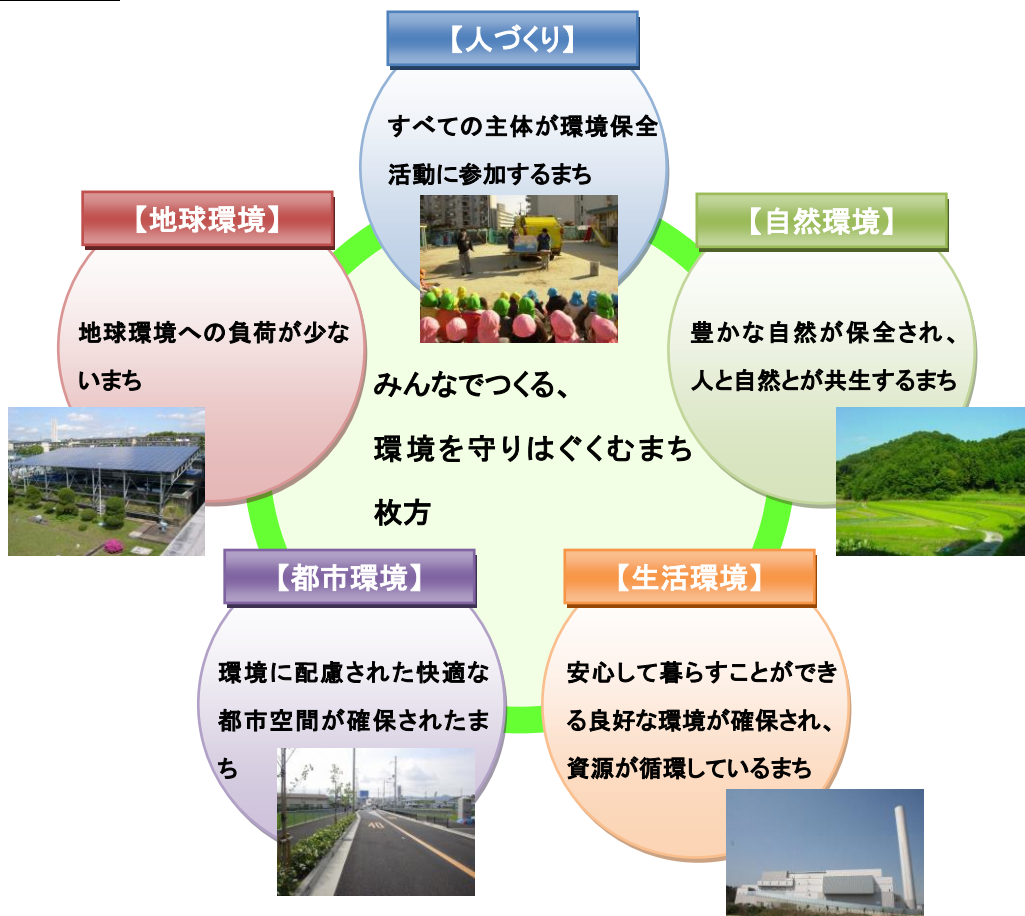 【人づくり】
すべての主体が環境保全
活動に参加するまち
【地球環境】
地球環境への負荷が少な
いまち
【自然環境】
豊かな自然が保全され、
人と自然とが共生するまち
みんなでつくる、
環境を守りはぐくむまち
枚方
【都市環境】
環境に配慮された快適な
都市空間が確保されたま
ち
【生活環境】
安心して暮らすことができ
る良好な環境が確保され、
資源が循環しているまち